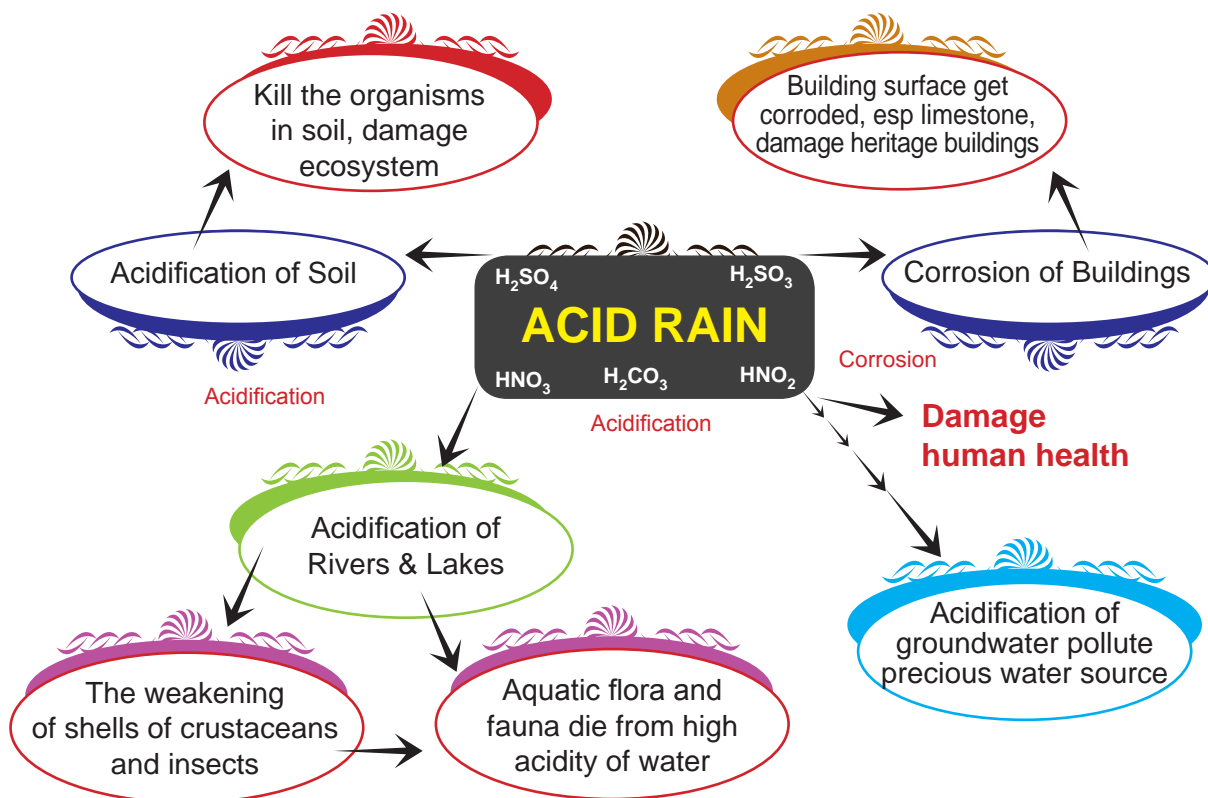 Kill the organisms
in soil, damage
ecosystem
Building surface get
corroded, esp limestone,
damage heritage buildings
Acidification of Soil
H₂SO₄
H₂SO₃
ACID RAIN
HNO₃
H₂CO₃
HNO₂
Corrosion of Buildings
Acidification
Acidification
Corrosion
Damage
human health
Acidification of
Rivers & Lakes
Acidification of
groundwater pollute
precious water source
The weakening
of shells of crustaceans
and insects
Aquatic flora and
fauna die from high
acidity of water